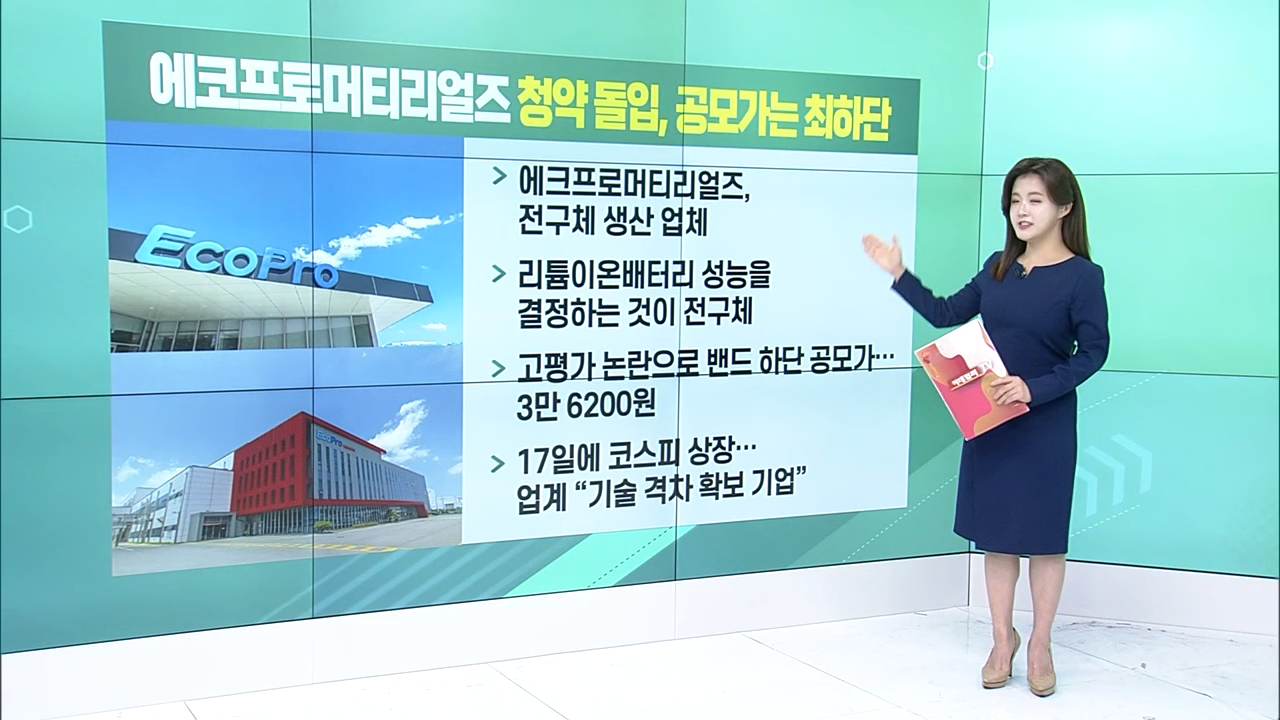 에코프로머티리얼즈 청약 돌입, 공모가는 최하단
에크프로머티리얼즈,
전구체 생산 업체
리튬이온배터리 성능을
결정하는 것이 전구체
고평가 논란으로 밴드 하단 공모가…
3만 6200원
17일에 코스피 상장…
업계 “기술 격차 확보 기업”
EcoPro
EcoPro